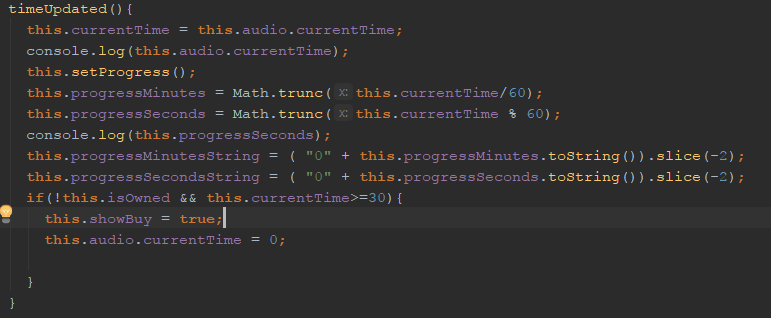 timeUpdated(){
  this.currentTime = this.audio.currentTime;
  console.log(this.audio.currentTime);
  this.setProgress();
  this.progressMinutes = Math.trunc( x: this.currentTime/60);
  this.progressSeconds = Math.trunc( x: this.currentTime % 60);
  console.log(this.progressSeconds);
  this.progressMinutesString = ( "0" + this.progressMinutes.toString()).slice(-2);
  this.progressSecondsString = ( "0" + this.progressSeconds.toString()).slice(-2);
  if(!this.isOwned && this.currentTime>=30){
    this.showBuy = true;
    this.audio.currentTime = 0;
  }
}